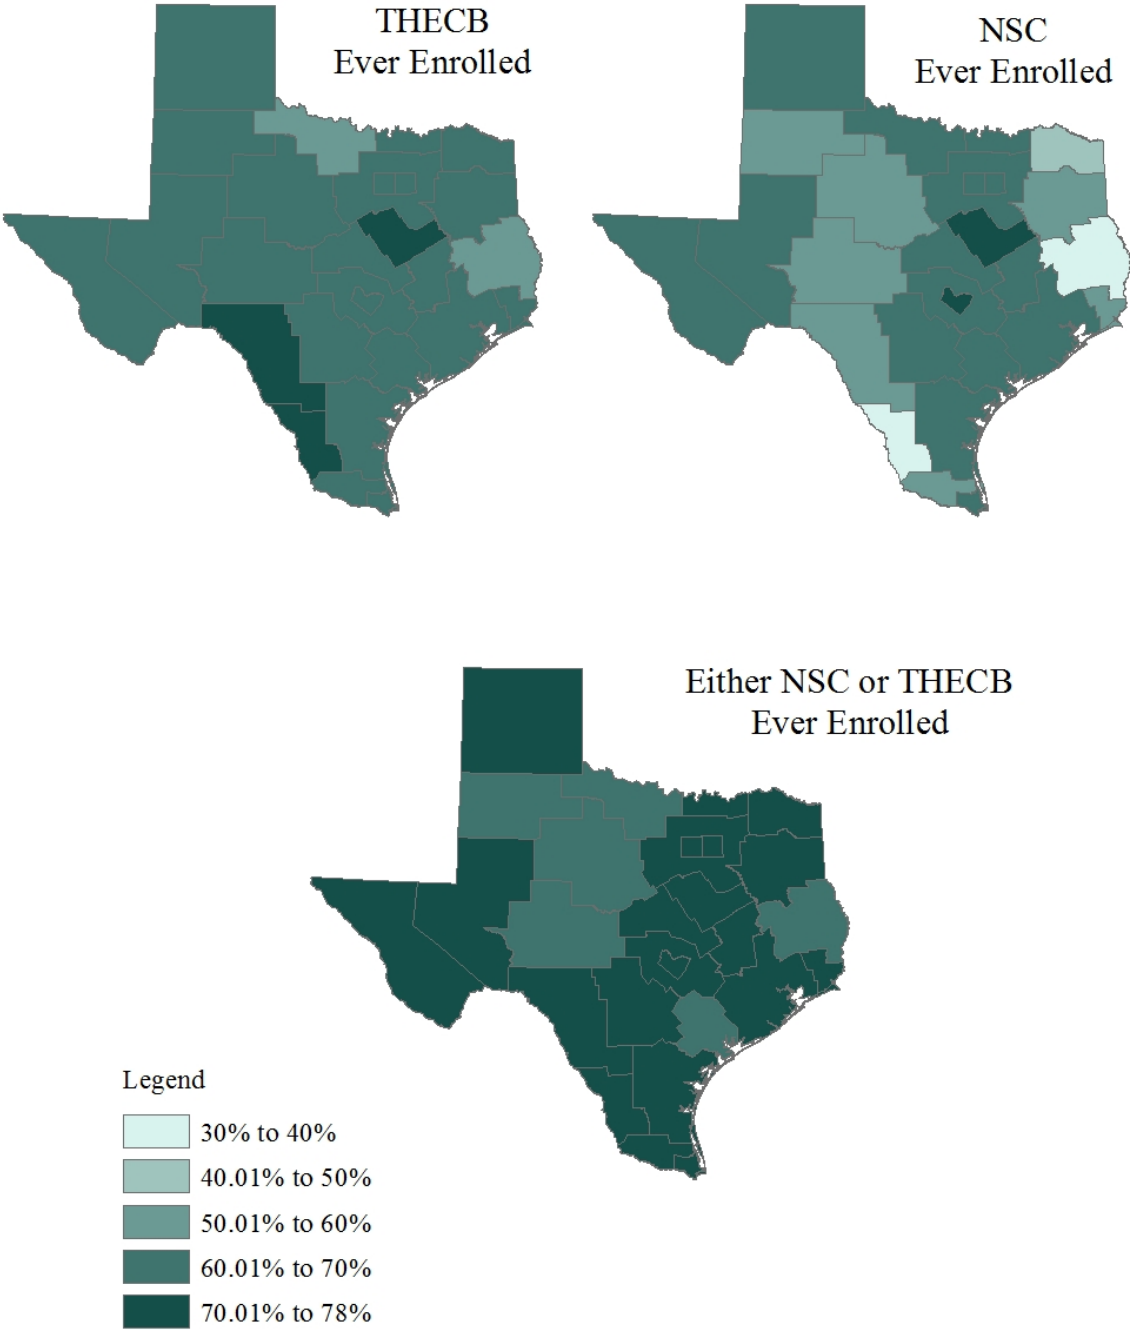 THECB
Ever Enrolled
NSC
Ever Enrolled
Either NSC or THECB
Ever Enrolled
Legend
30% to 40%
40.01% to 50%
50.01% to 60%
60.01% to 70%
70.01% to 78%